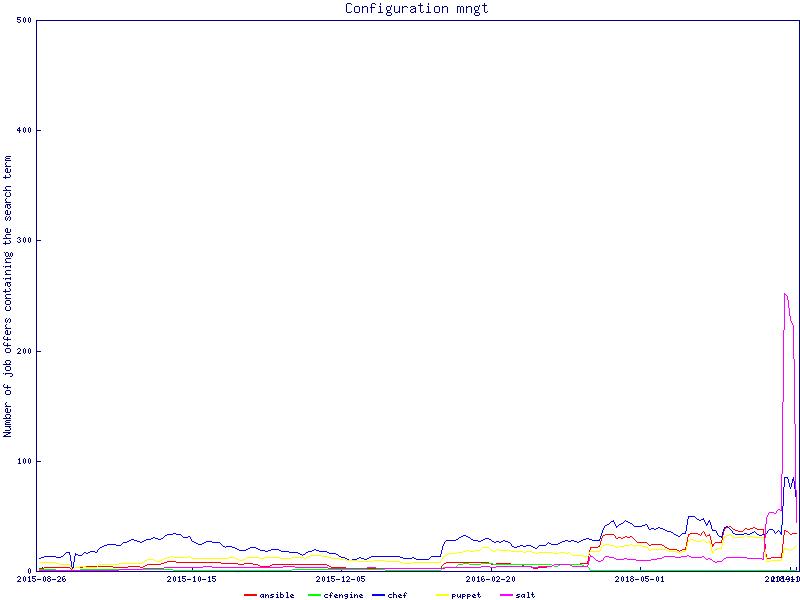 Configuration mngt
Number of job offers containing the search term
500
400
300
200
100
0
2015-08-26 2015-10-15 2015-12-05 2016-02-20 2018-05-01
ansible cfengine chef puppet salt